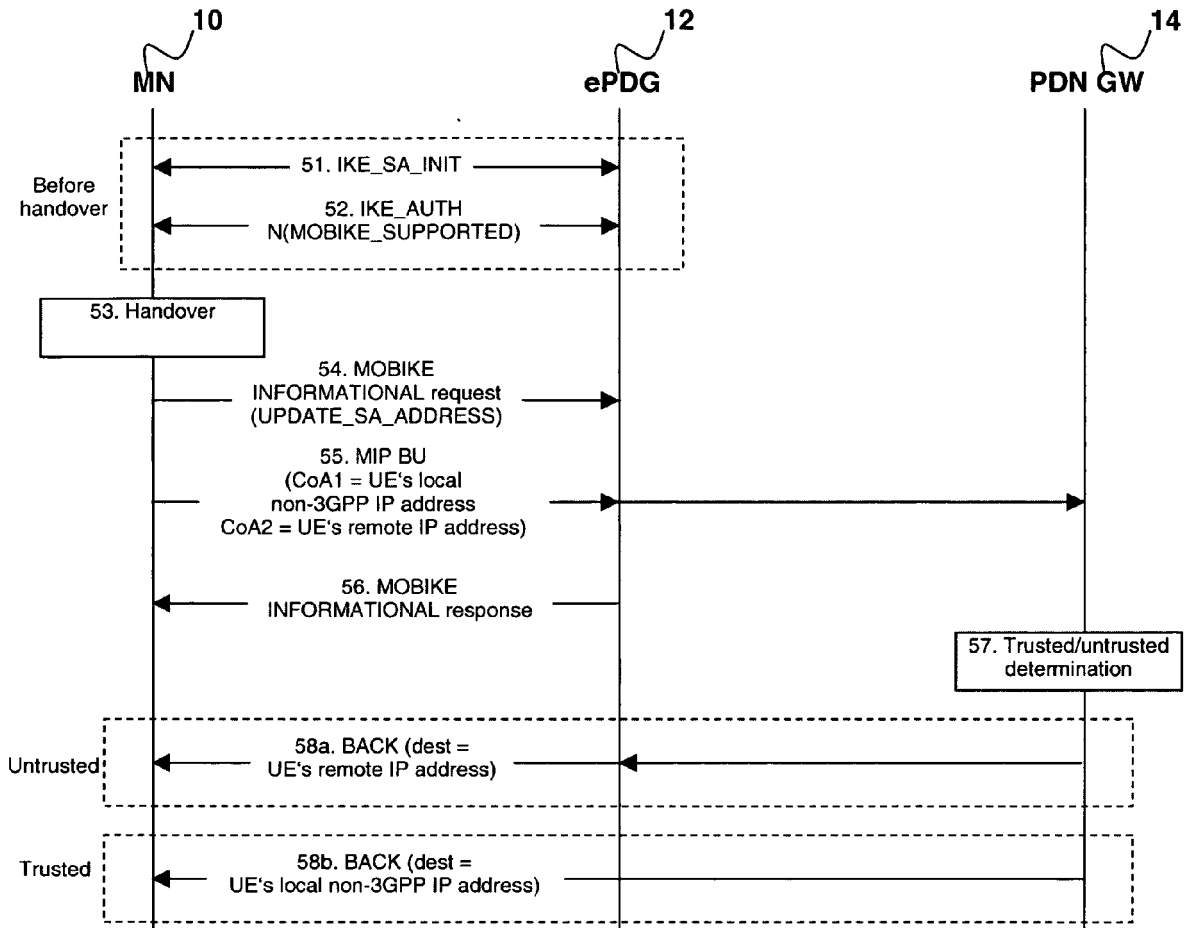 10
12
14
MN
ePDG
PDN GW
Before
handover
51. IKE_SA_INIT
52. IKE_AUTH
N(MOBIKE_SUPPORTED)
53. Handover
54. MOBIKE
INFORMATIONAL request
(UPDATE_SA_ADDRESS)
55. MIP BU
(CoA1 = UE‘s local
non-3GPP IP address
CoA2 = UE‘s remote IP address)
56. MOBIKE
INFORMATIONAL response
57. Trusted/untrusted
determination
Untrusted
58a. BACK (dest =
UE‘s remote IP address)
Trusted
58b. BACK (dest =
UE‘s local non-3GPP IP address)